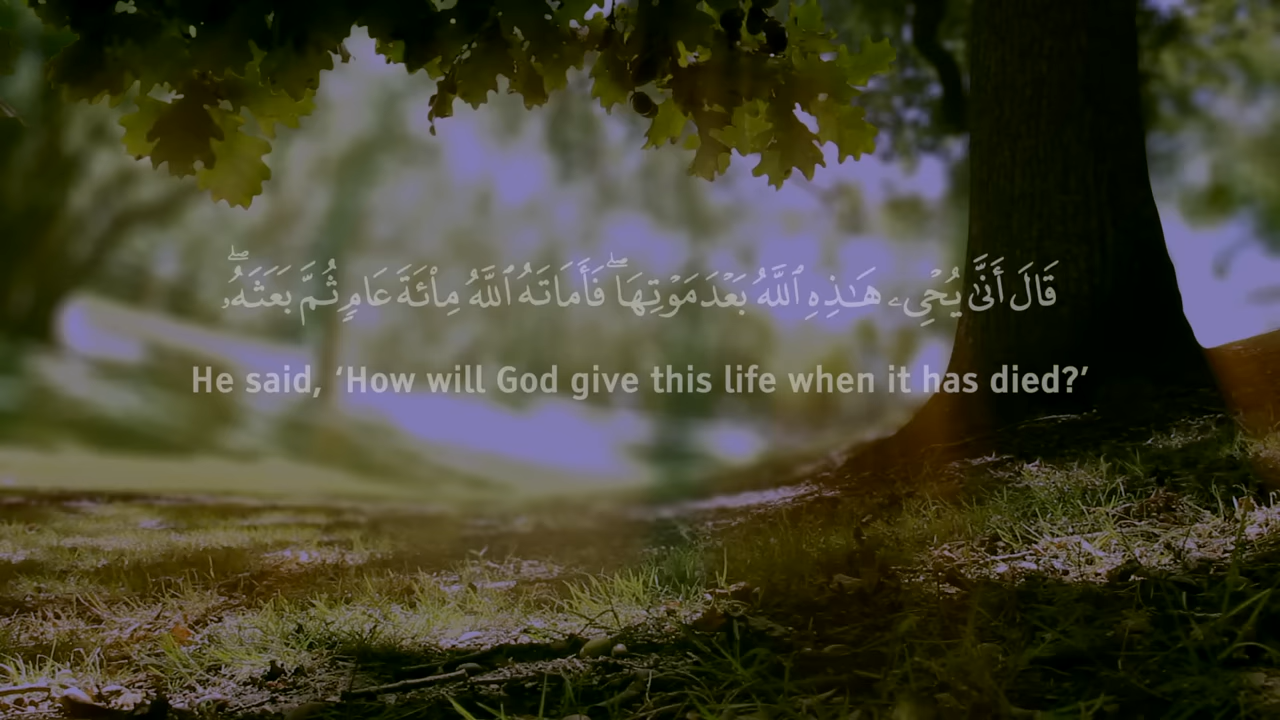 قَالَ أَنَّىٰ يُحْيِۦ هَـٰذِهِ ٱللَّهُ بَعْدَ مَوْتِهَا ۖ فَأَمَاتَهُ ٱللَّهُ مِا۟ئَةَ عَامٍ ثُمَّ بَعَثَهُۥ ۖ
He said, ‘How will God give this life when it has died?’